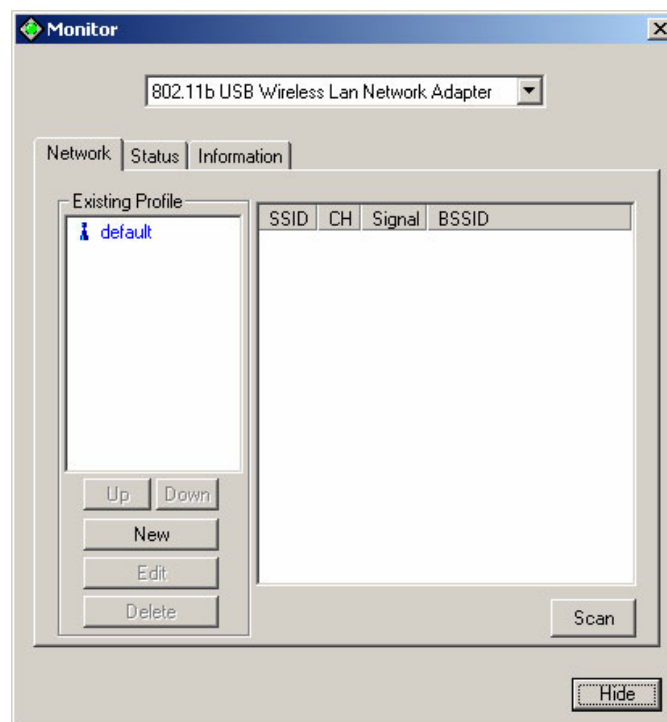 Monitor
802.11b USB Wireless Lan Network Adapter
Network Status Information
Existing Profile
default
SSID CH Signal BSSID
Up Down
New
Edit
Delete
Scan
Hide